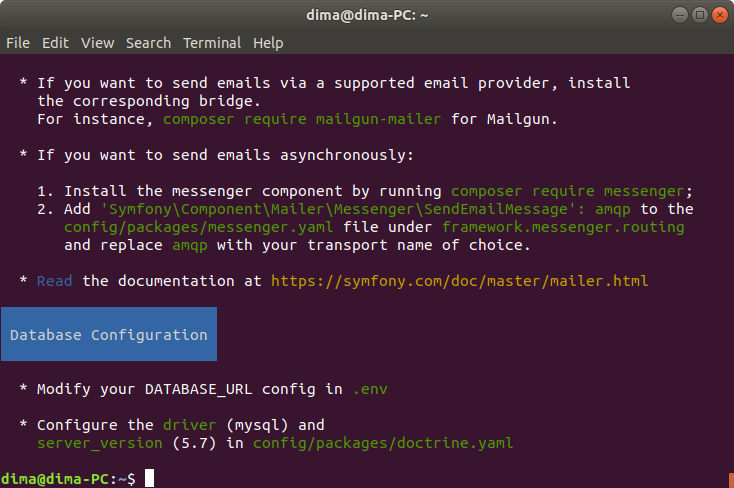 dima@dima-PC: ~
File Edit View Search Terminal Help
* If you want to send emails via a supported email provider, install
the corresponding bridge.
For instance, composer require mailgun-mailer for Mailgun.
* If you want to send emails asynchronously:
1. Install the messenger component by running composer require messenger;
2. Add 'Symfony\Component\Mailer\Messenger\SendEmailMessage': amqp to the
config/packages/messenger.yaml file under framework.messenger.routing
and replace amqp with your transport name of choice.
* Read the documentation at https://symfony.com/doc/master/mailer.html
Database Configuration
* Modify your DATABASE_URL config in .env
* Configure the driver (mysql) and
server_version (5.7) in config/packages/doctrine.yaml
dima@dima-PC:~$